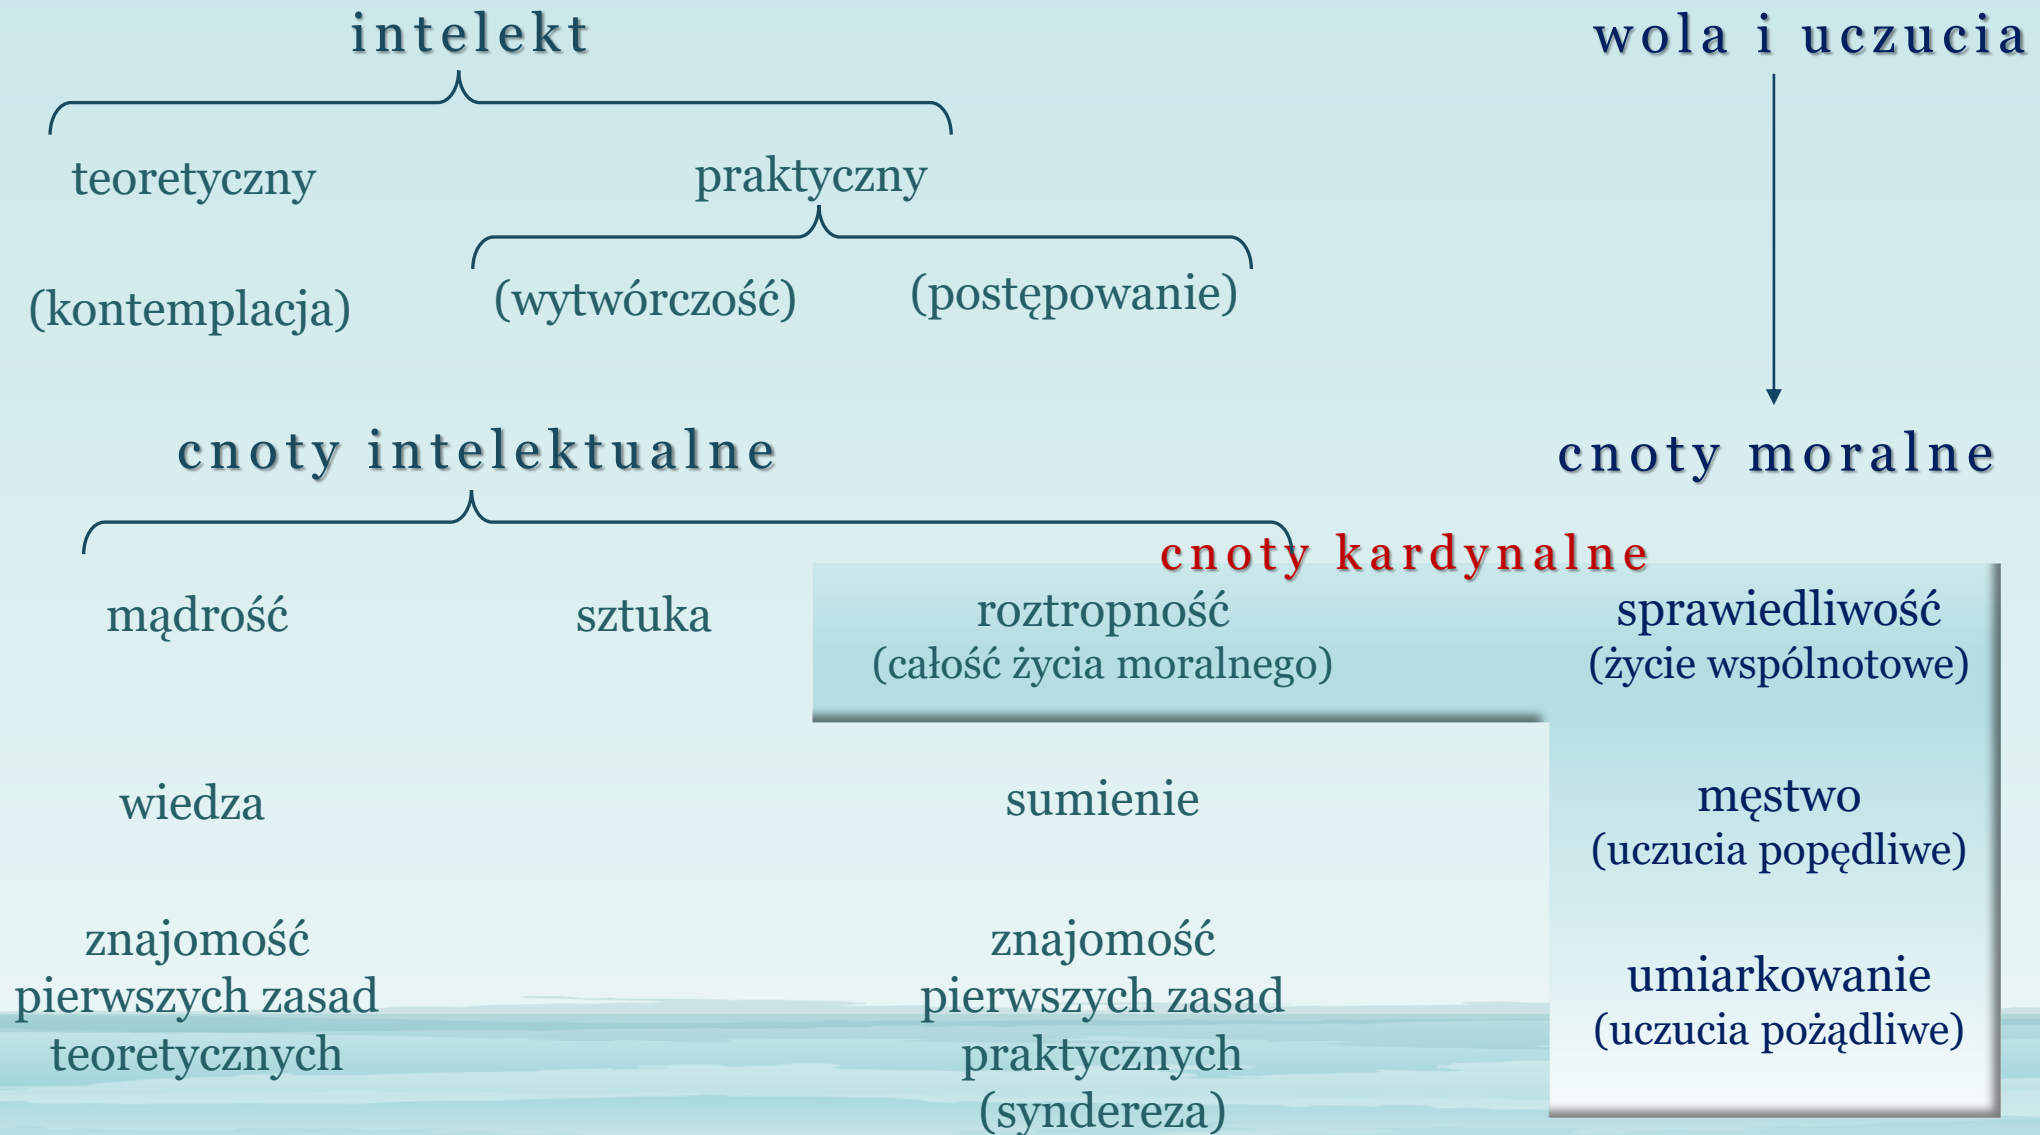 intelekt
wola i uczucia
teoretyczny
praktyczny
(kontemplacja)
(wytwórczość)
(postępowanie)
cnoty intelektualne
cnoty moralne
cnoty kardynalne
mądrość
sztuka
roztropność
(całość życia moralnego)
sprawiedliwość
(życie wspólnotowe)
wiedza
sumienie
męstwo
(uczucia popędliwe)
znajomość
pierwszych zasad
teoretycznych
znajomość
pierwszych zasad
praktycznych
(syndereza)
umiarkowanie
(uczucia pożądliwe)